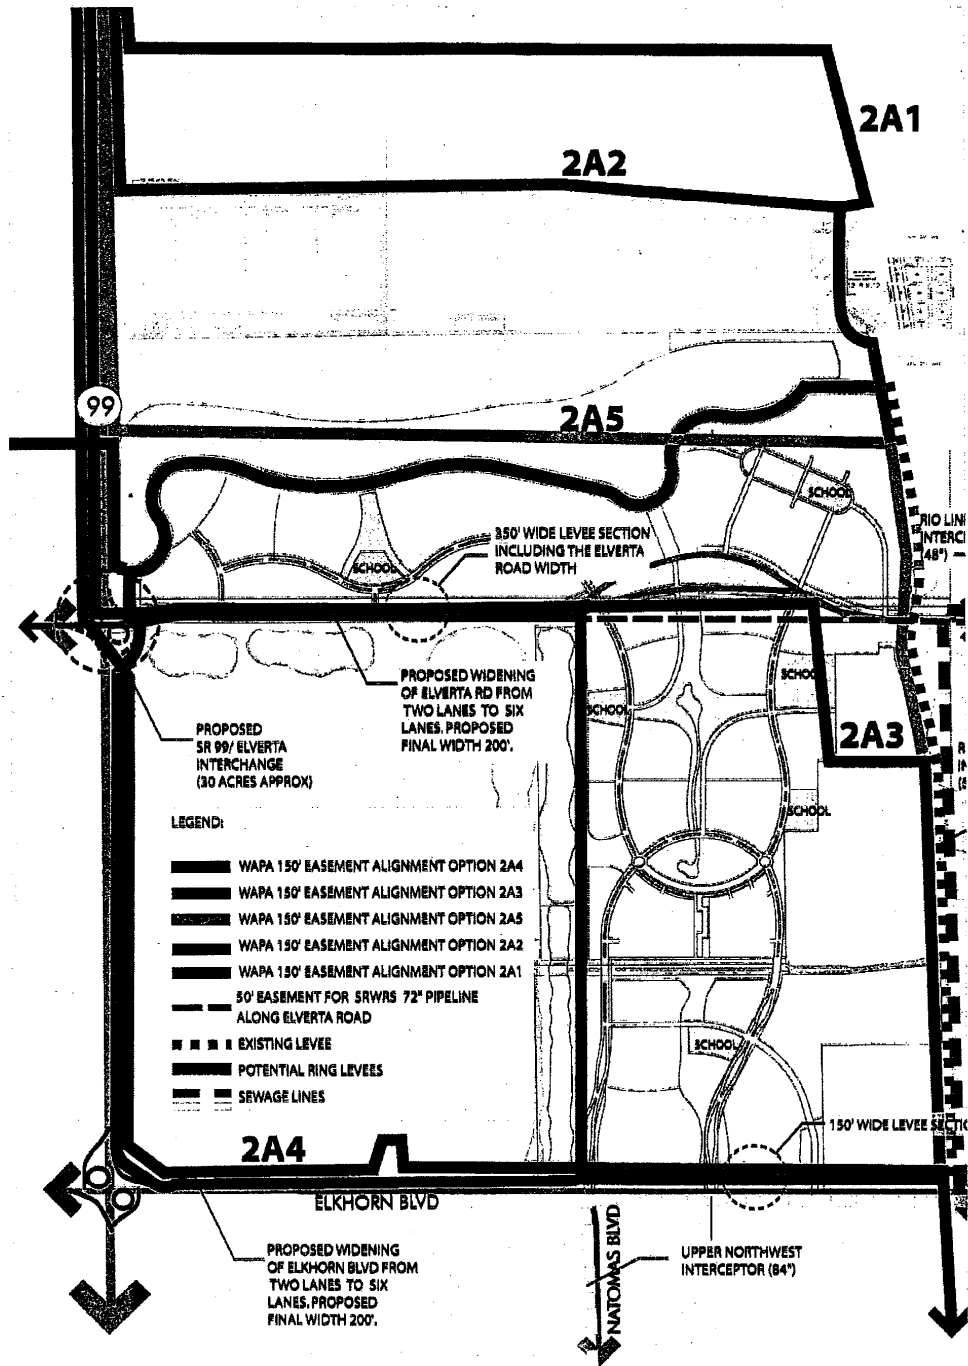 2A1
2A2
99
2A5
SCHOOL
RIO LIN
INTERC
(48")
350' WIDE LEVEE SECTION
INCLUDING THE ELVERTA
ROAD WIDTH
SCHOOL
PROPOSED WIDENING
OF ELVERTA RD FROM
TWO LANES TO SIX
LANES. PROPOSED
FINAL WIDTH 200'.
SCHOOL
SCHOOL
PROPOSED
SR 99/ ELVERTA
INTERCHANGE
(30 ACRES APPROX)
2A3
SCHOOL
LEGEND:
WAPA 150' EASEMENT ALIGNMENT OPTION 2A4
WAPA 150' EASEMENT ALIGNMENT OPTION 2A3
WAPA 150' EASEMENT ALIGNMENT OPTION 2A5
WAPA 150' EASEMENT ALIGNMENT OPTION 2A2
WAPA 150' EASEMENT ALIGNMENT OPTION 2A1
50' EASEMENT FOR SRWRS 72" PIPELINE
ALONG ELVERTA ROAD
EXISTING LEVEE
POTENTIAL RING LEVEES
SEWAGE LINES
SCHOOL
150' WIDE LEVEE SECTIO
2A4
ELKHORN BLVD
NATOMAS BLVD
PROPOSED WIDENING
OF ELKHORN BLVD FROM
TWO LANES TO SIX
LANES, PROPOSED
FINAL WIDTH 200'.
UPPER NORTHWEST
INTERCEPTOR (84")